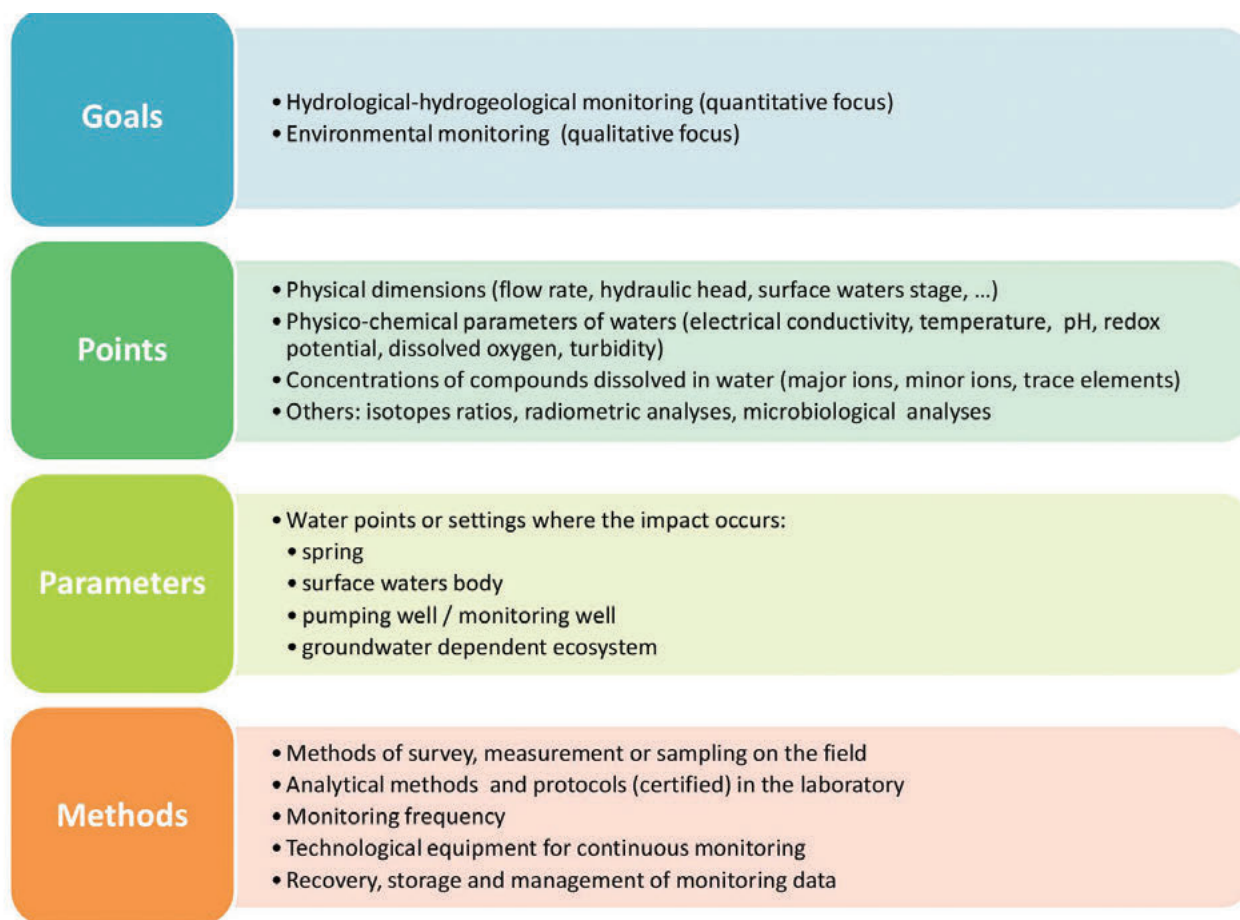 Goals
• Hydrological-hydrogeological monitoring (quantitative focus)
• Environmental monitoring (qualitative focus)
Points
• Physical dimensions (flow rate, hydraulic head, surface waters stage, ...)
• Physico-chemical parameters of waters (electrical conductivity, temperature, pH, redox
potential, dissolved oxygen, turbidity)
• Concentrations of compounds dissolved in water (major ions, minor ions, trace elements)
• Others: isotopes ratios, radiometric analyses, microbiological analyses
Parameters
• Water points or settings where the impact occurs:
• spring
• surface waters body
• pumping well / monitoring well
• groundwater dependent ecosystem
Methods
• Methods of survey, measurement or sampling on the field
• Analytical methods and protocols (certified) in the laboratory
• Monitoring frequency
• Technological equipment for continuous monitoring
• Recovery, storage and management of monitoring data